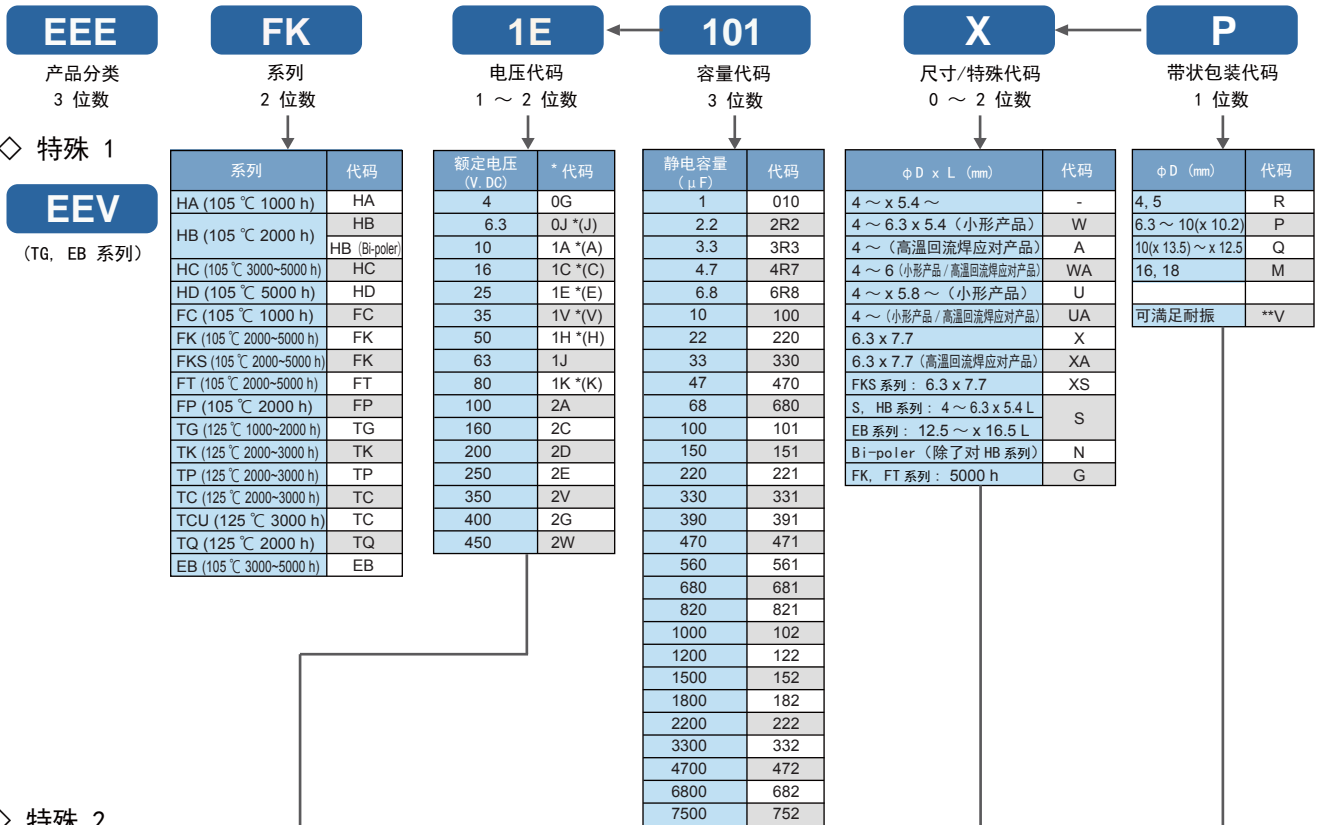 EEE FK 1E 101 X P
产品分类 系列 电压代码 容量代码 尺寸/特殊代码 带状包装代码
3 位数 2 位数 1 ～ 2 位数 3 位数 0 ～ 2 位数 1 位数
◇ 特殊 1
EEV
(TG, EB 系列)
系列 代码
HA (105 ℃ 1000 h) HA
HB (105 ℃ 2000 h) HB
HB (Bi-poler)
HC (105 ℃ 3000~5000 h) HC
HD (105 ℃ 5000 h) HD
FC (105 ℃ 1000 h) FC
FK (105 ℃ 2000~5000 h) FK
FKS (105 ℃ 2000~5000 h) FK
FT (105 ℃ 2000~5000 h) FT
FP (105 ℃ 2000 h) FP
TG (125 ℃ 1000~2000 h) TG
TK (125 ℃ 2000~3000 h) TK
TP (125 ℃ 2000~3000 h) TP
TC (125 ℃ 2000~3000 h) TC
TCU (125 ℃ 3000 h) TC
TQ (125 ℃ 2000 h) TQ
EB (105 ℃ 3000~5000 h) EB
额定电压 * 代码
(V. DC)
4 0G
6.3 0J *(J)
10 1A *(A)
16 1C *(C)
25 1E *(E)
35 1V *(V)
50 1H *(H)
63 1J
80 1K *(K)
100 2A
160 2C
200 2D
250 2E
350 2V
400 2G
450 2W
静电容量 代码
(μF)
1 010
2.2 2R2
3.3 3R3
4.7 4R7
6.8 6R8
10 100
22 220
33 330
47 470
68 680
100 101
150 151
220 221
330 331
390 391
470 471
560 561
680 681
820 821
1000 102
1200 122
1500 152
1800 182
2200 222
3300 332
4700 472
6800 682
7500 752
φD x L (mm) 代码
4 ～ x 5.4 ～ -
4 ～ 6.3 x 5.4 (小形产品) W
4 ～ (高溫回流焊应对产品) A
4 ～ 6 (小形产品 / 高溫回流焊应对产品) WA
4 ～ x 5.8 ～ (小形产品) U
4 ～ (小形产品 / 高溫回流焊应对产品) UA
6.3 x 7.7 X
6.3 x 7.7 (高溫回流焊应对产品) XA
FKS 系列 : 6.3 x 7.7 XS
S, HB 系列 : 4 ～ 6.3 x 5.4 L S
EB 系列 : 12.5 ～ x 16.5 L
Bi-poler (除了对 HB 系列) N
FK, FT 系列 : 5000 h G
φD (mm) 代码
4, 5 R
6.3 ～ 10(x 10.2) P
10(x 13.5) ～ x 12.5 Q
16, 18 M
可满足耐振 **V
◇ 特殊 2